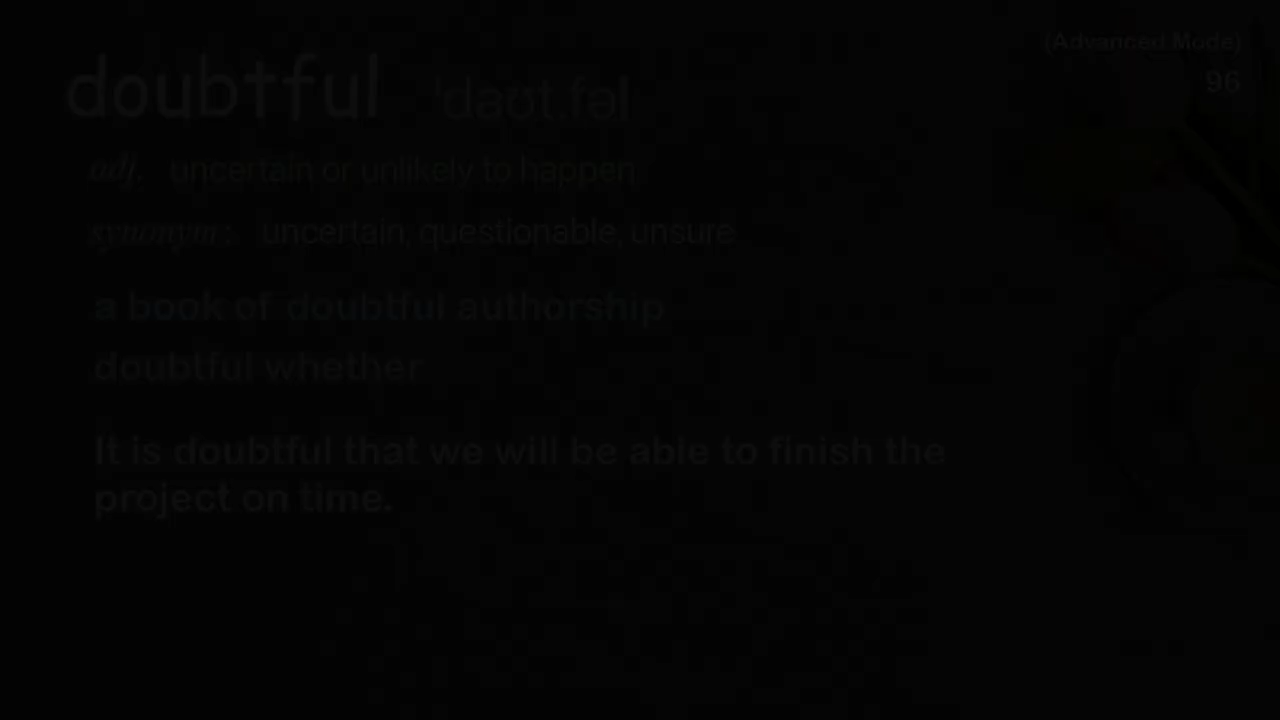 (Advanced Mode)
doubtful ˈdaʊt.fəl
96
adj. uncertain or unlikely to happen
synonym: uncertain, questionable, unsure
a book of doubtful authorship
doubtful whether
It is doubtful that we will be able to finish the
project on time.